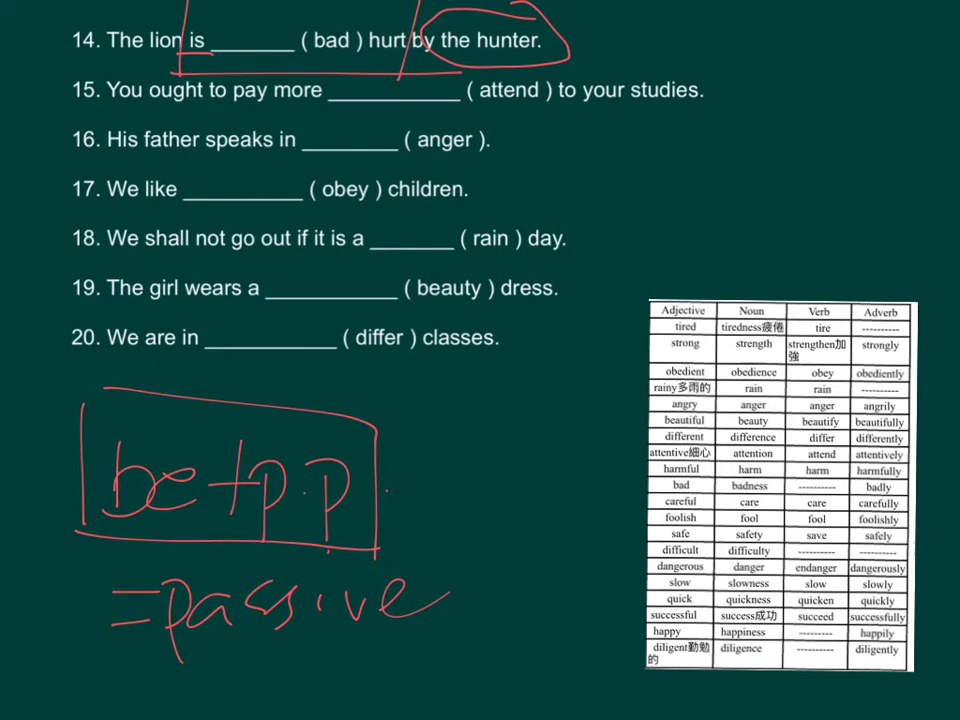 14. The lion is _______ ( bad ) hurt by the hunter.
15. You ought to pay more ___________ ( attend ) to your studies.
16. His father speaks in ________ ( anger ).
17. We like __________ ( obey ) children.
18. We shall not go out if it is a _______ ( rain ) day.
19. The girl wears a ___________ ( beauty ) dress.
20. We are in ___________ ( differ ) classes.
be + p.p.
=passive
Adjective Noun Verb Adverb
tired tiredness疲倦 tire ----------
strong strength strengthen加強 strongly
obedient obedience obey obediently
rainy多雨的 rain rain ----------
angry anger anger angrily
beautiful beauty beautify beautifully
different difference differ differently
attentive細心 attention attend attentively
harmful harm harm harmfully
bad badness ---------- badly
careful care care carefully
foolish fool fool foolishly
safe safety save safely
difficult difficulty ---------- ----------
dangerous danger endanger dangerously
slow slowness slow slowly
quick quickness quicken quickly
successful success成功 succeed successfully
happy happiness ---------- happily
diligent勤勉的 diligence ---------- diligently